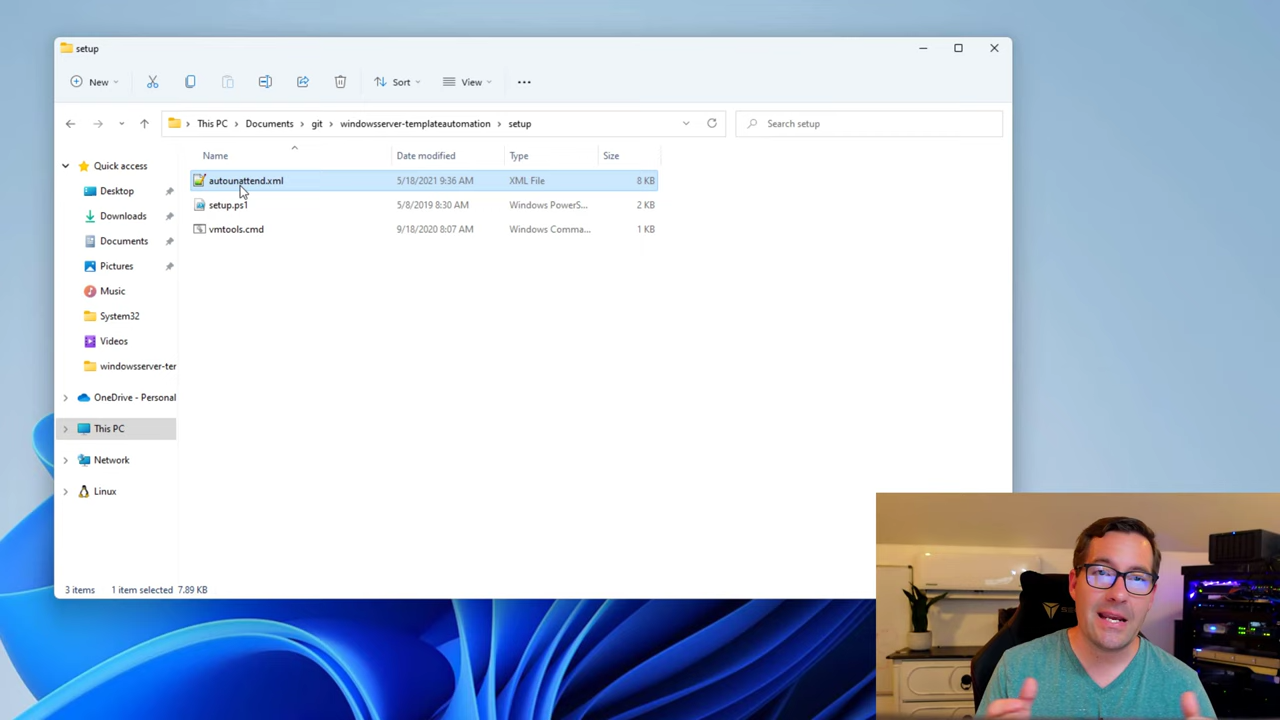 setup
New
Sort
View
This PC
Documents
git
windowsserver-templateautomation
setup
Search setup
Name
Date modified
Type
Size
Quick access
Desktop
Downloads
Documents
Pictures
Music
System32
Videos
windowsserver-ter
OneDrive - Personal
This PC
Network
Linux
autounattend.xml 5/18/2021 9:36 AM XML File 8 KB
setup.ps1 5/8/2019 8:30 AM Windows PowerS... 2 KB
vmtools.cmd 9/18/2020 8:07 AM Windows Comma... 1 KB
3 items 1 item selected 7.89 KB